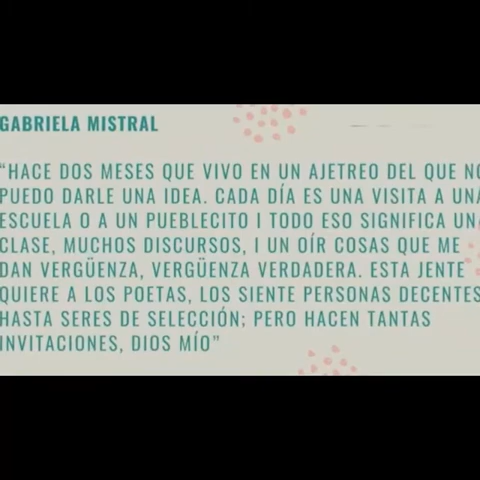 GABRIELA MISTRAL
“HACE DOS MESES QUE VIVO EN UN AJETREO DEL QUE NO
PUEDO DARLE UNA IDEA. CADA DÍA ES UNA VISITA A UNA
ESCUELA O A UN PUEBLECITO I TODO ESO SIGNIFICA UN
CLASE, MUCHOS DISCURSOS, I UN OÍR COSAS QUE ME
DAN VERGÜENZA, VERGÜENZA VERDADERA. ESTA JENTE
QUIERE A LOS POETAS, LOS SIENTE PERSONAS DECENTES
HASTA SERES DE SELECCIÓN; PERO HACEN TANTAS
INVITACIONES, DIOS MÍO”